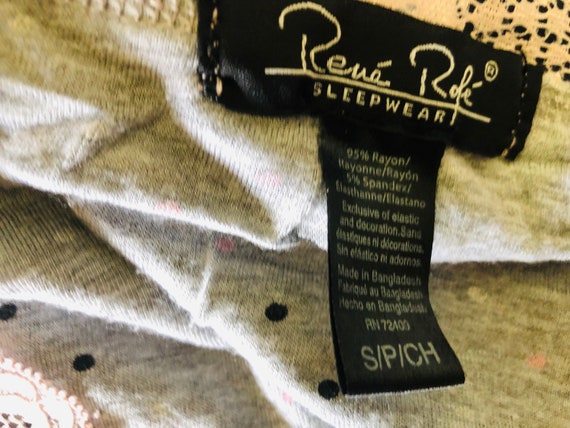 René Rofé®
SLEEPWEAR
95% Rayon/
Rayonne/Rayón
5% Spandex/
Élasthanne/Elastano
Exclusive of elastic
and decoration. Sans
élastiques ni décorations.
Sin elástico ni adornos.
Made in Bangladesh
Fabriqué au Bangladesh
Hecho en Bangladesh
RN 72400
S/P/CH